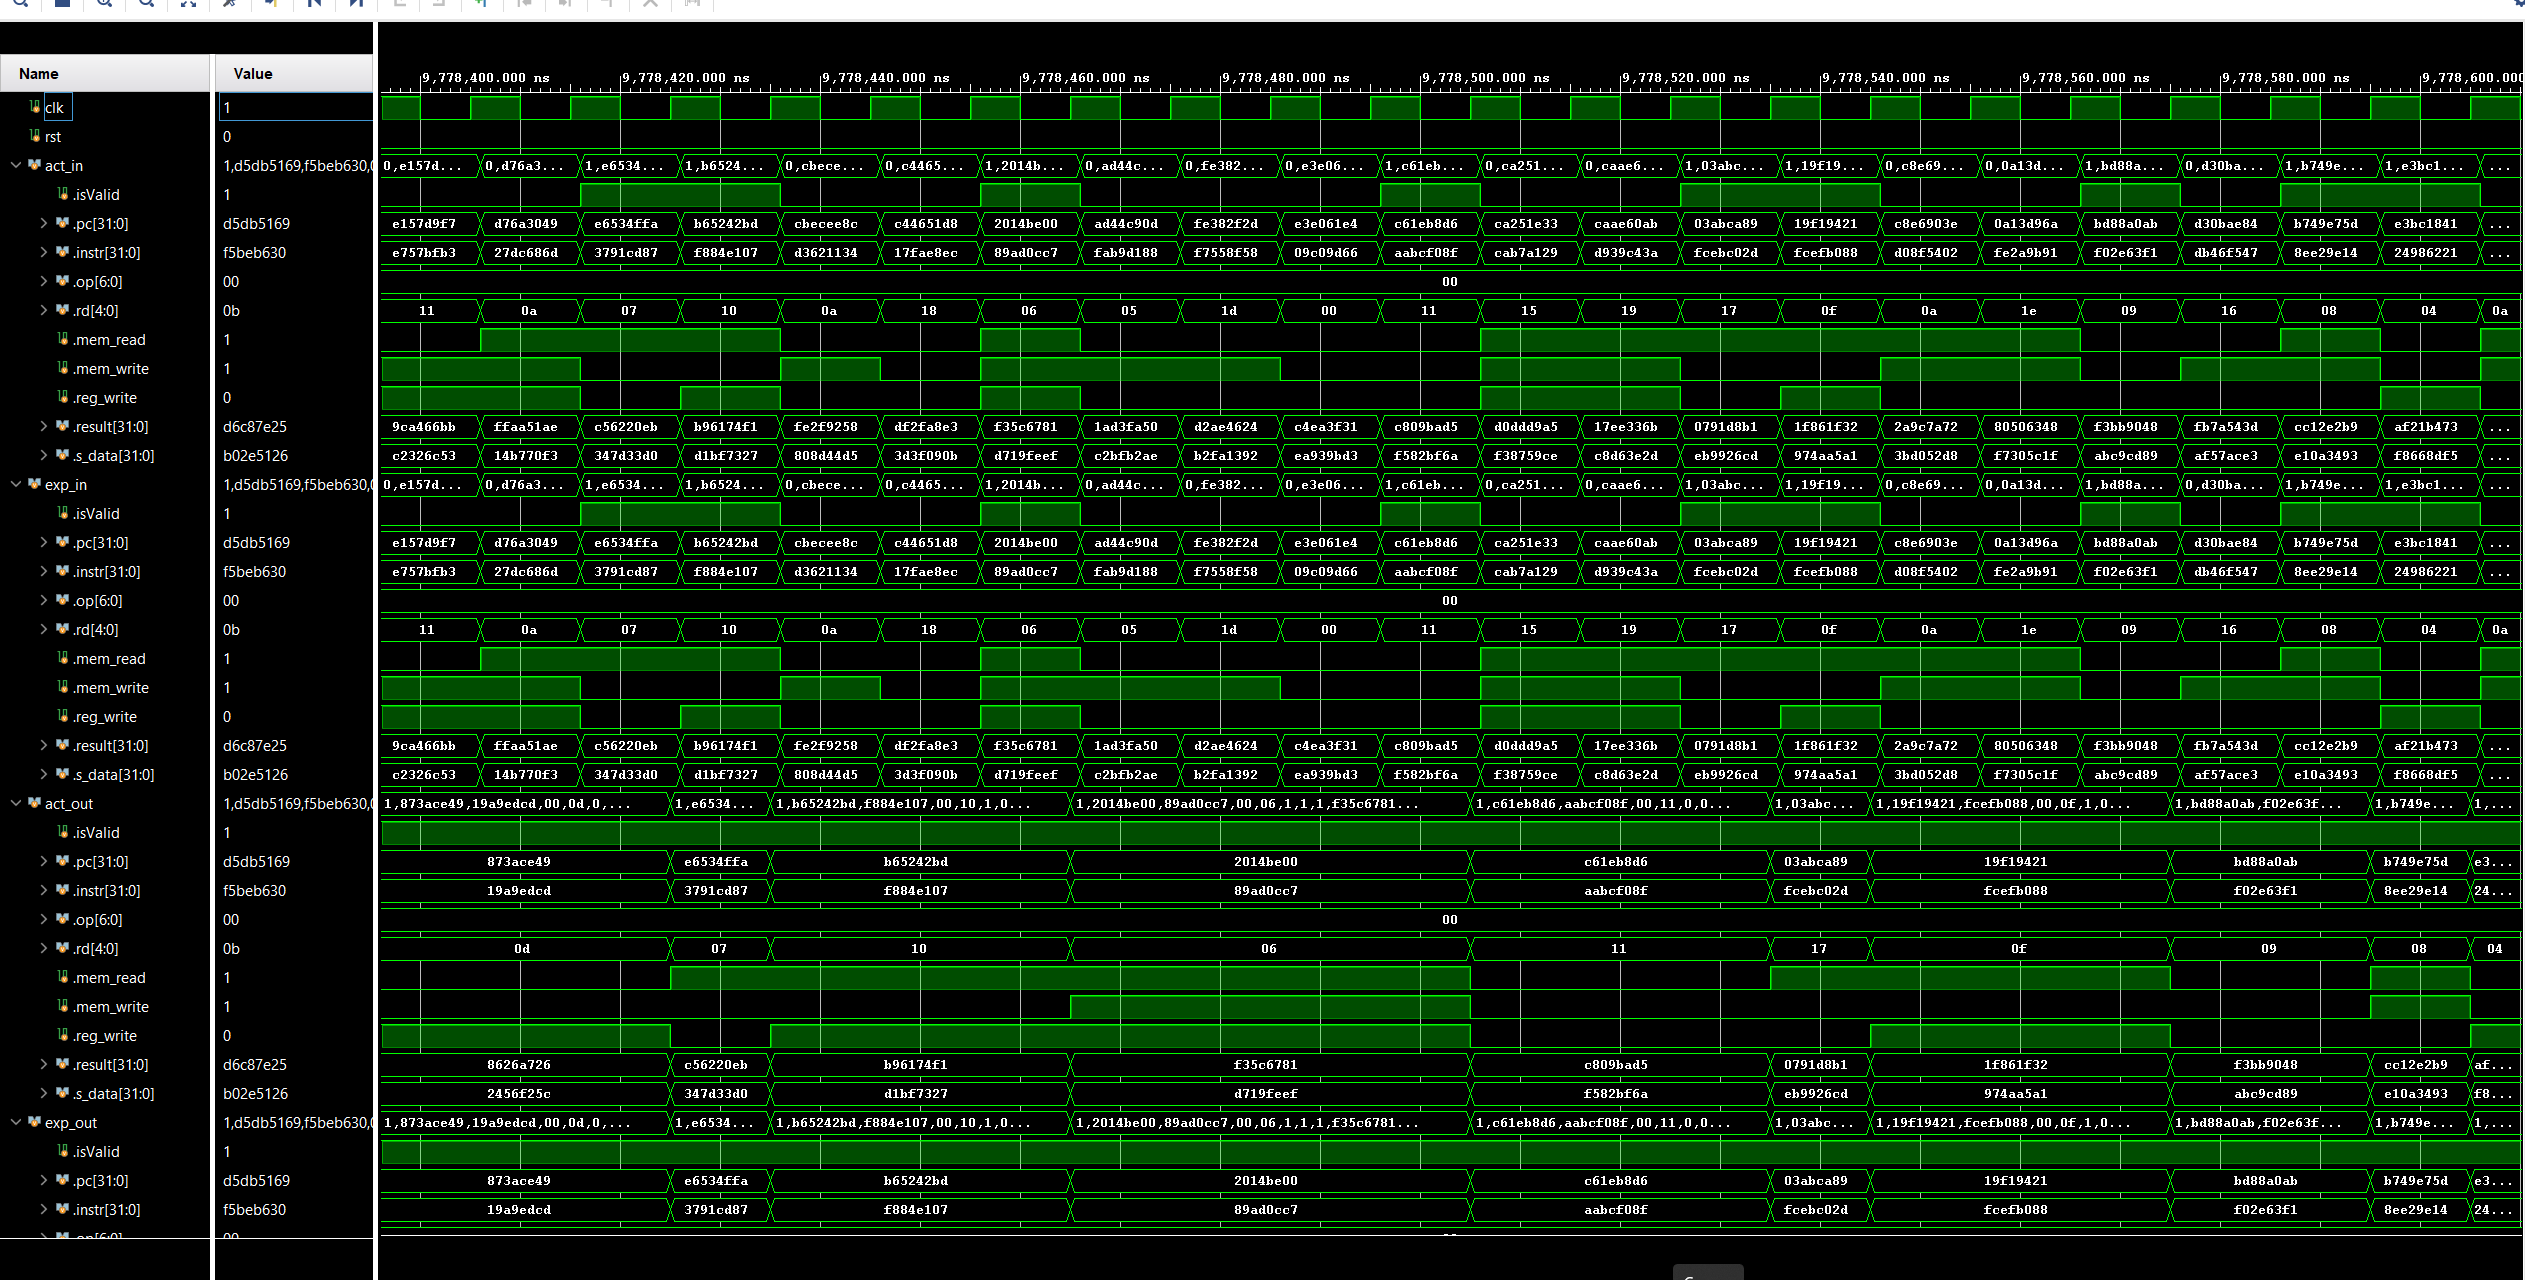 9,778,400.000 ns 9,778,420.000 ns 9,778,440.000 ns 9,778,460.000 ns 9,778,480.000 ns 9,778,500.000 ns 9,778,520.000 ns 9,778,540.000 ns 9,778,560.000 ns 9,778,580.000 ns 9,778,600.000
Name Value
clk 1
rst 0
act_in 1,d5db5169,f5beb630,0 0,e157d... 0,d76a3... 1,e6534... 1,b6524... 0,cbece... 0,c4465... 1,2014b... 0,ad44c... 0,fe382... 0,e3e06... 1,c61eb... 0,ca251... 0,caae6... 1,03abc... 1,19f19... 0,c8e69... 0,0a13d... 1,bd88a... 0,d30ba... 1,b749e... 1,e3bc1... ...
.isValid 1
.pc[31:0] d5db5169 e157d9f7 d76a3049 e6534ffa b65242bd cbecee8c c44651d8 2014be00 ad44c90d fe382f2d e3e061e4 c61eb8d6 ca251e33 caae60ab 03abca89 19f19421 c8e6903e 0a13d96a bd88a0ab d30bae84 b749e75d e3bc1841 ...
.instr[31:0] f5beb630 e757bfb3 27dc686d 3791cd87 f884e107 d3621134 17fae8ec 89ad0cc7 fab9d188 f7558f58 09c09d66 aabcf08f cab7a129 d939c43a fcebc02d fcefb088 d08f5402 fe2a9b91 f02e63f1 db46f547 8ee29e14 24986221 ...
.op[6:0] 00 00
.rd[4:0] 0b 11 0a 07 10 0a 18 06 05 1d 00 11 15 19 17 0f 0a 1e 09 16 08 04 0a
.mem_read 1
.mem_write 1
.reg_write 0
.result[31:0] d6c87e25 9ca466bb ffaa51ae c56220eb b96174f1 fe2f9258 df2fa8e3 f35c6781 1ad3fa50 d2ae4624 c4ea3f31 c809bad5 d0ddd9a5 17ee336b 0791d8b1 1f861f32 2a9c7a72 80506348 f3bb9048 fb7a543d cc12e2b9 af21b473 ...
.s_data[31:0] b02e5126 c2326c53 14b770f3 347d33d0 d1bf7327 808d44d5 3d3f090b d719feef c2bfb2ae b2fa1392 ea939bd3 f582bf6a f38759ce c8d63e2d eb9926cd 974aa5a1 3bd052d8 f7305c1f abc9cd89 af57ace3 e10a3493 f8668df5 ...
exp_in 1,d5db5169,f5beb630,0 0,e157d... 0,d76a3... 1,e6534... 1,b6524... 0,cbece... 0,c4465... 1,2014b... 0,ad44c... 0,fe382... 0,e3e06... 1,c61eb... 0,ca251... 0,caae6... 1,03abc... 1,19f19... 0,c8e69... 0,0a13d... 1,bd88a... 0,d30ba... 1,b749e... 1,e3bc1... ...
.isValid 1
.pc[31:0] d5db5169 e157d9f7 d76a3049 e6534ffa b65242bd cbecee8c c44651d8 2014be00 ad44c90d fe382f2d e3e061e4 c61eb8d6 ca251e33 caae60ab 03abca89 19f19421 c8e6903e 0a13d96a bd88a0ab d30bae84 b749e75d e3bc1841 ...
.instr[31:0] f5beb630 e757bfb3 27dc686d 3791cd87 f884e107 d3621134 17fae8ec 89ad0cc7 fab9d188 f7558f58 09c09d66 aabcf08f cab7a129 d939c43a fcebc02d fcefb088 d08f5402 fe2a9b91 f02e63f1 db46f547 8ee29e14 24986221 ...
.op[6:0] 00 00
.rd[4:0] 0b 11 0a 07 10 0a 18 06 05 1d 00 11 15 19 17 0f 0a 1e 09 16 08 04 0a
.mem_read 1
.mem_write 1
.reg_write 0
.result[31:0] d6c87e25 9ca466bb ffaa51ae c56220eb b96174f1 fe2f9258 df2fa8e3 f35c6781 1ad3fa50 d2ae4624 c4ea3f31 c809bad5 d0ddd9a5 17ee336b 0791d8b1 1f861f32 2a9c7a72 80506348 f3bb9048 fb7a543d cc12e2b9 af21b473 ...
.s_data[31:0] b02e5126 c2326c53 14b770f3 347d33d0 d1bf7327 808d44d5 3d3f090b d719feef c2bfb2ae b2fa1392 ea939bd3 f582bf6a f38759ce c8d63e2d eb9926cd 974aa5a1 3bd052d8 f7305c1f abc9cd89 af57ace3 e10a3493 f8668df5 ...
act_out 1,d5db5169,f5beb630,0 1,873ace49,19a9edcd,00,0d,0,... 1,e6534... 1,b65242bd,f884e107,00,10,1,0... 1,2014be00,89ad0cc7,00,06,1,1,1,f35c6781... 1,c61eb8d6,aabcf08f,00,11,0,0... 1,03abc... 1,19f19421,fcefb088,00,0f,1,0... 1,bd88a0ab,f02e63f... 1,b749e... 1,...
.isValid 1
.pc[31:0] d5db5169 873ace49 e6534ffa b65242bd 2014be00 c61eb8d6 03abca89 19f19421 bd88a0ab b749e75d e3...
.instr[31:0] f5beb630 19a9edcd 3791cd87 f884e107 89ad0cc7 aabcf08f fcebc02d fcefb088 f02e63f1 8ee29e14 24...
.op[6:0] 00 00
.rd[4:0] 0b 0d 07 10 06 11 17 0f 09 08 04
.mem_read 1
.mem_write 1
.reg_write 0
.result[31:0] d6c87e25 8626a726 c56220eb b96174f1 f35c6781 c809bad5 0791d8b1 1f861f32 f3bb9048 cc12e2b9 af...
.s_data[31:0] b02e5126 2456f25c 347d33d0 d1bf7327 d719feef f582bf6a eb9926cd 974aa5a1 abc9cd89 e10a3493 f8...
exp_out 1,d5db5169,f5beb630,0 1,873ace49,19a9edcd,00,0d,0,... 1,e6534... 1,b65242bd,f884e107,00,10,1,0... 1,2014be00,89ad0cc7,00,06,1,1,1,f35c6781... 1,c61eb8d6,aabcf08f,00,11,0,0... 1,03abc... 1,19f19421,fcefb088,00,0f,1,0... 1,bd88a0ab,f02e63f... 1,b749e... 1,...
.isValid 1
.pc[31:0] d5db5169 873ace49 e6534ffa b65242bd 2014be00 c61eb8d6 03abca89 19f19421 bd88a0ab b749e75d e3...
.instr[31:0] f5beb630 19a9edcd 3791cd87 f884e107 89ad0cc7 aabcf08f fcebc02d fcefb088 f02e63f1 8ee29e14 24...